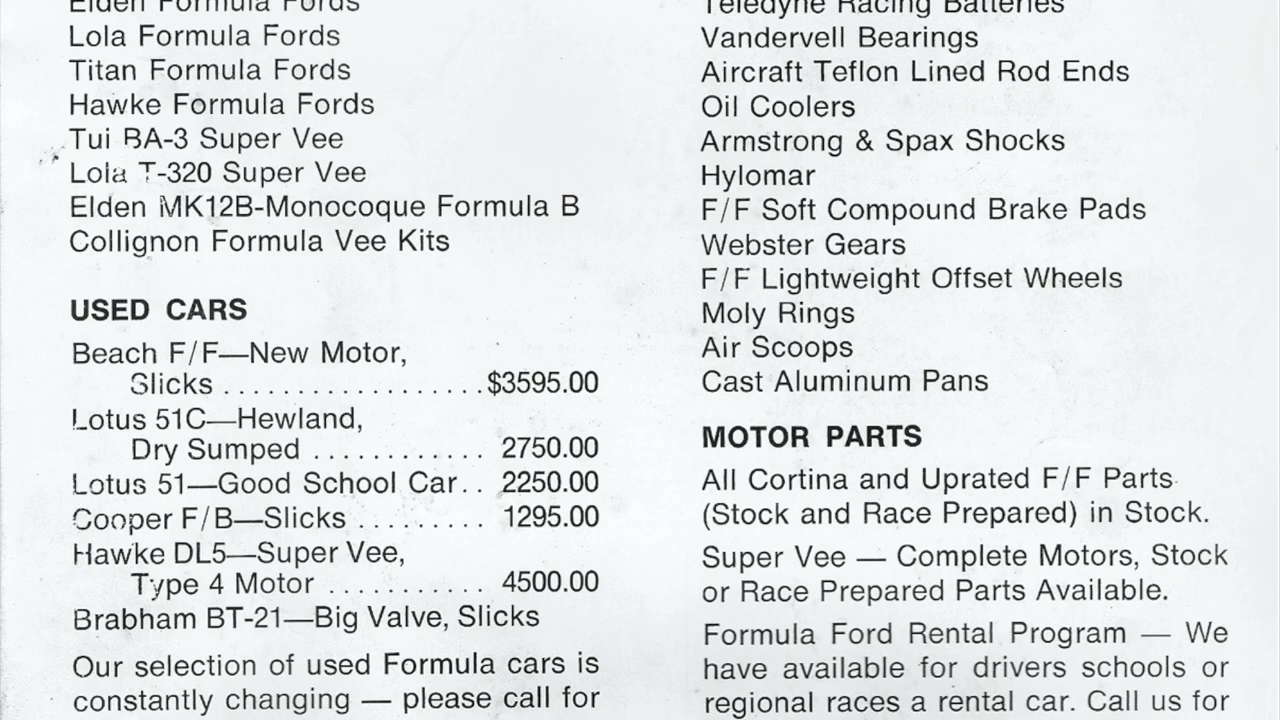 Elden Formula Fords
Lola Formula Fords
Titan Formula Fords
Hawke Formula Fords
Tui BA-3 Super Vee
Lola T-320 Super Vee
Elden MK12B-Monocoque Formula B
Collignon Formula Vee Kits
USED CARS
Beach F/F—New Motor,
Slicks ..................$3595.00
Lotus 51C—Hewland,
Dry Sumped ............ 2750.00
Lotus 51—Good School Car.. 2250.00
Cooper F/B—Slicks ......... 1295.00
Hawke DL5—Super Vee,
Type 4 Motor ........... 4500.00
Brabham BT-21—Big Valve, Slicks
Our selection of used Formula cars is
constantly changing — please call for
Teledyne Racing Batteries
Vandervell Bearings
Aircraft Teflon Lined Rod Ends
Oil Coolers
Armstrong & Spax Shocks
Hylomar
F/F Soft Compound Brake Pads
Webster Gears
F/F Lightweight Offset Wheels
Moly Rings
Air Scoops
Cast Aluminum Pans
MOTOR PARTS
All Cortina and Uprated F/F Parts
(Stock and Race Prepared) in Stock.
Super Vee — Complete Motors, Stock
or Race Prepared Parts Available.
Formula Ford Rental Program — We
have available for drivers schools or
regional races a rental car. Call us for